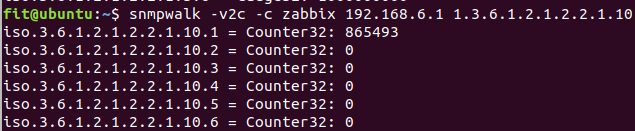 fit@ubuntu:~$ snmpwalk -v2c -c zabbix 192.168.6.1 1.3.6.1.2.1.2.2.1.10
iso.3.6.1.2.1.2.2.1.10.1 = Counter32: 865493
iso.3.6.1.2.1.2.2.1.10.2 = Counter32: 0
iso.3.6.1.2.1.2.2.1.10.3 = Counter32: 0
iso.3.6.1.2.1.2.2.1.10.4 = Counter32: 0
iso.3.6.1.2.1.2.2.1.10.5 = Counter32: 0
iso.3.6.1.2.1.2.2.1.10.6 = Counter32: 0